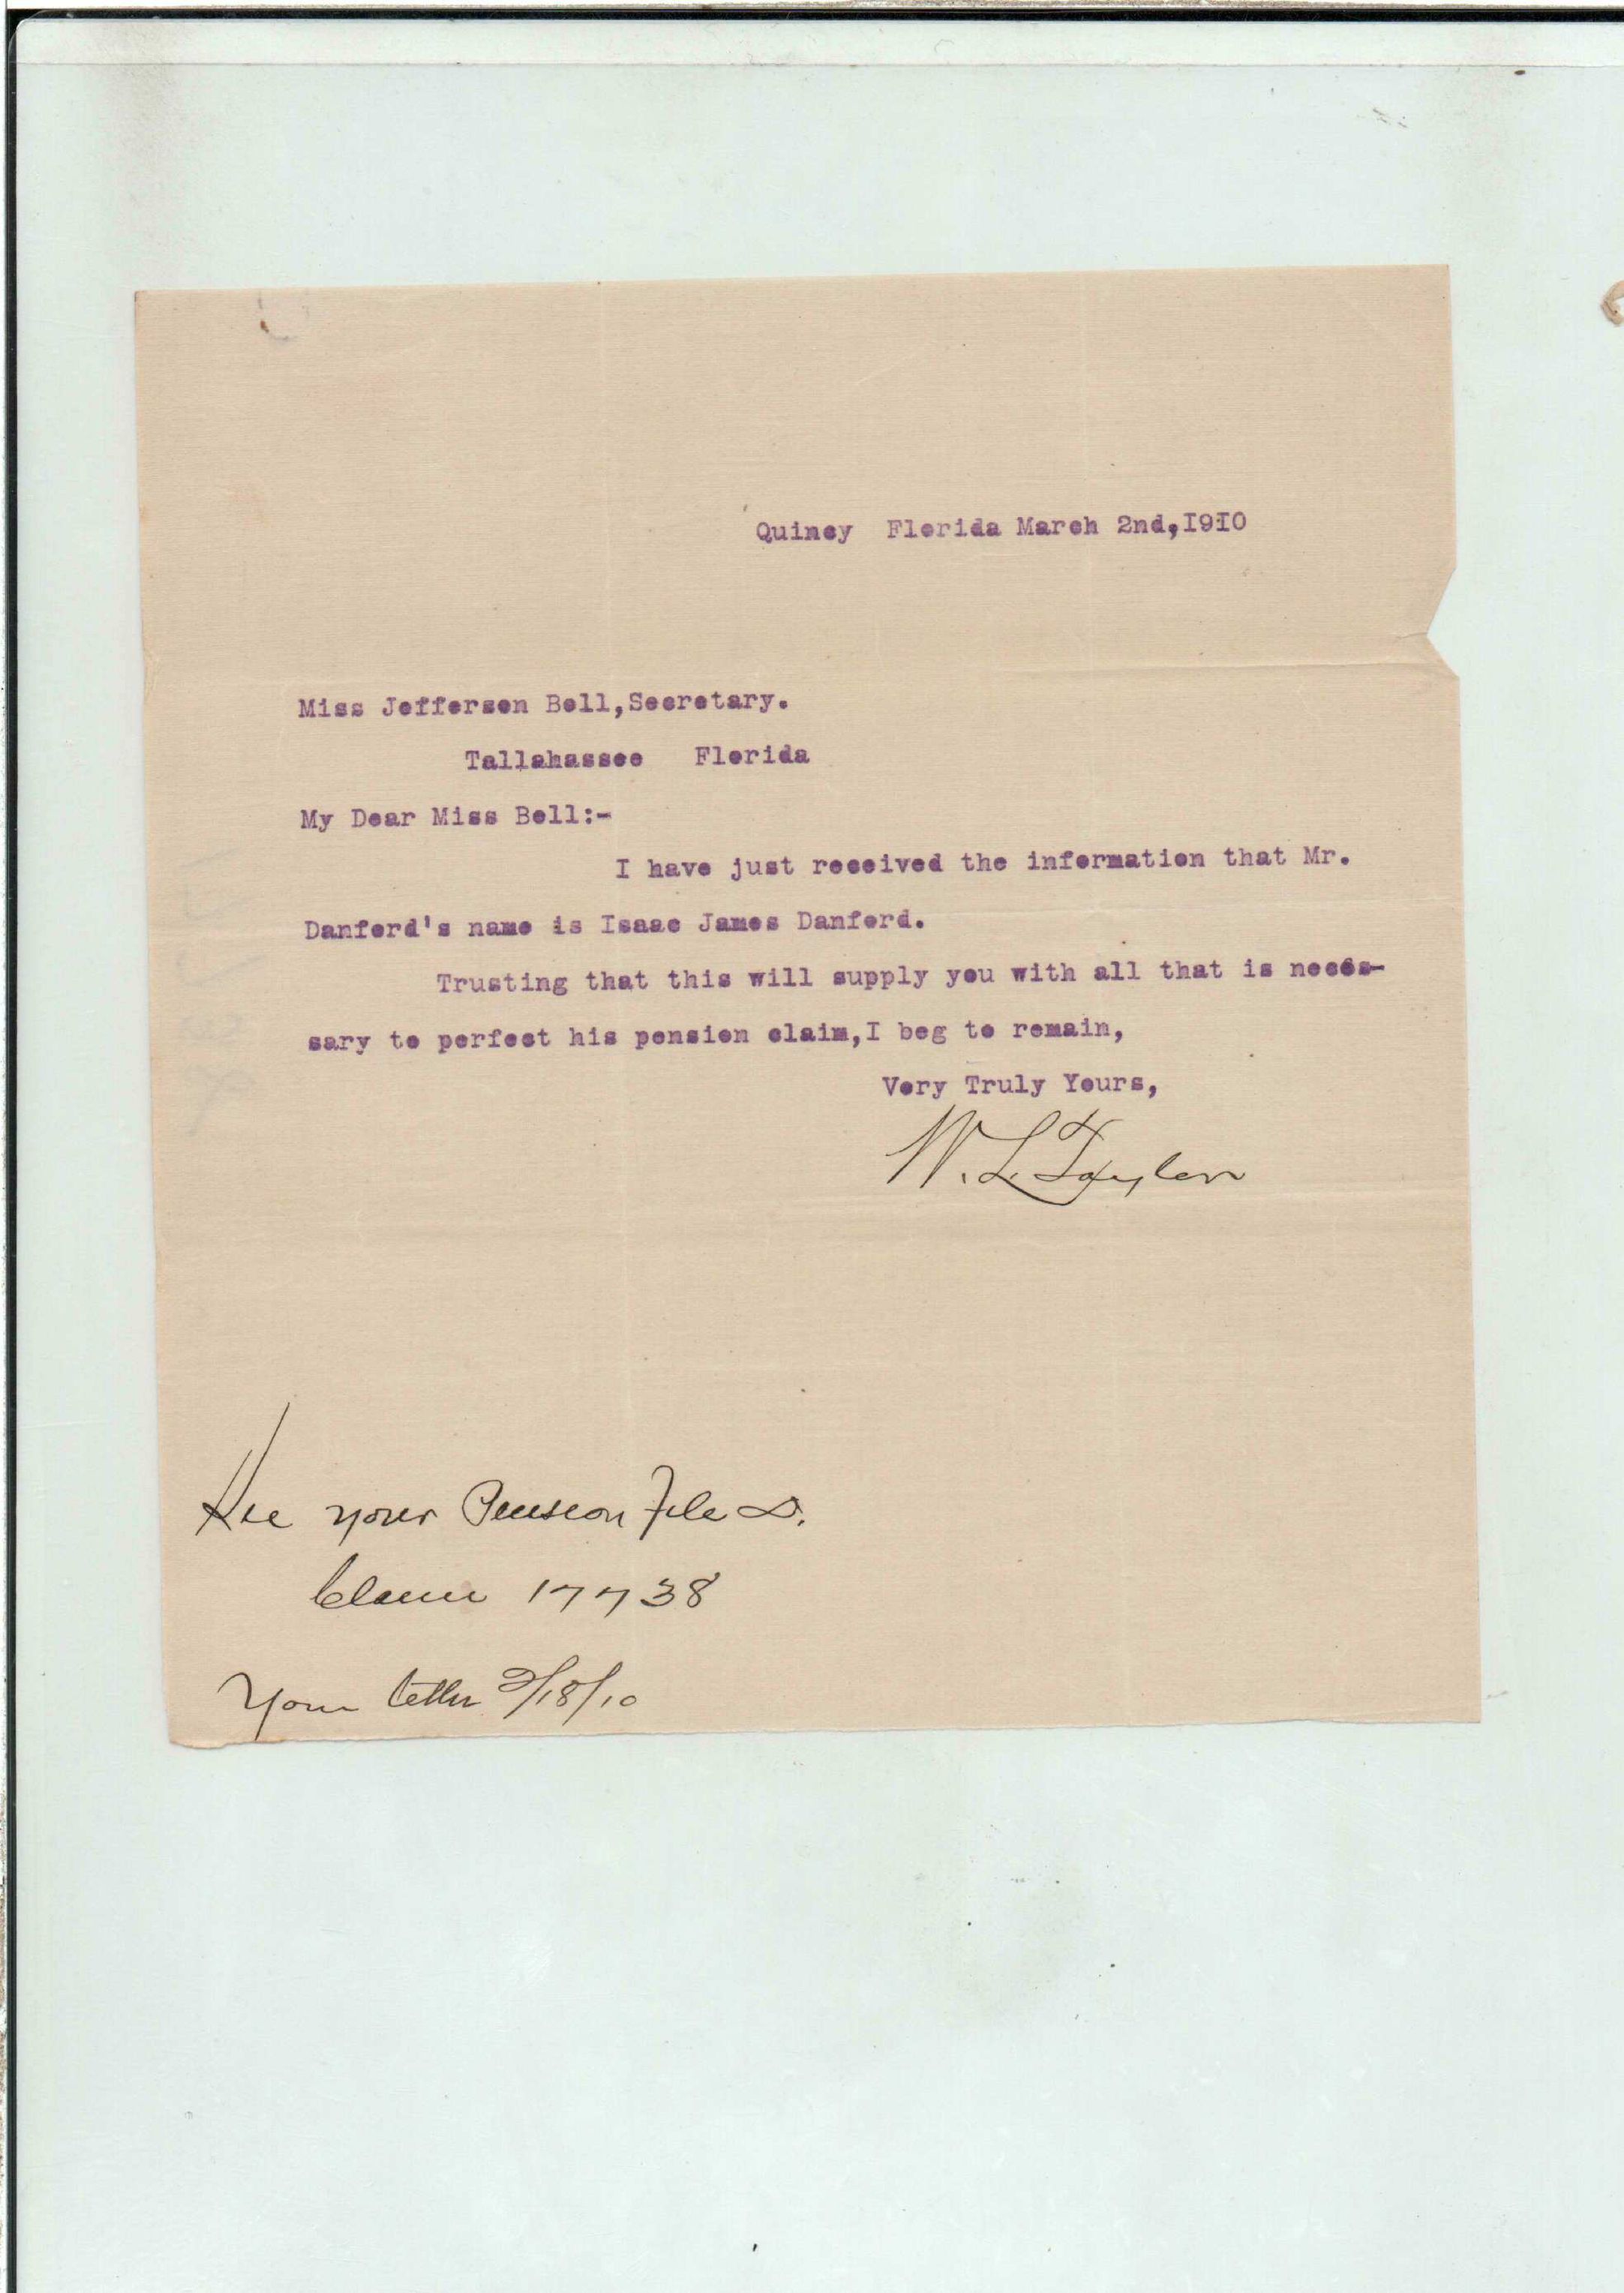 Quincy Florida March 2nd,1910
Miss Jefferson Bell,Secretary.
Tallahassee Florida
My Dear Miss Bell:-
I have just received the information that Mr.
Danford's name is Isaac James Danford.
Trusting that this will supply you with all that is neces-
sary to perfect his pension claim,I beg to remain,
Very Truly Yours,
W. L. Taylor
See your Pension File D.
Claim 17738
Your letter 2/18/10